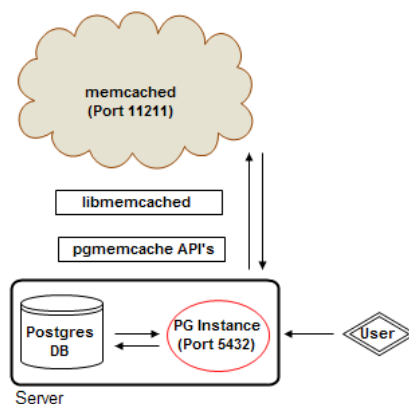 memcached
(Port 11211)
libmemcached
pgmemcache API's
Postgres
DB
PG Instance
(Port 5432)
User
Server